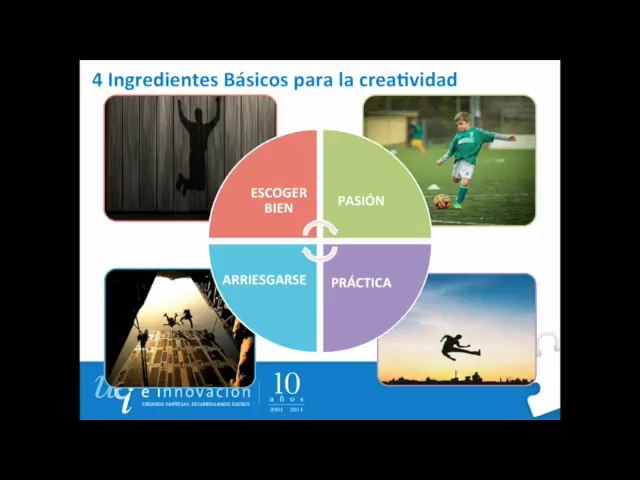 4 Ingredientes Básicos para la creatividad
ESCOGER
BIEN
PASIÓN
ARRIESGARSE
PRÁCTICA
e innovación
CREANDO EMPRESAS, DESARROLLANDO SUEÑOS
10
años
2004 2014